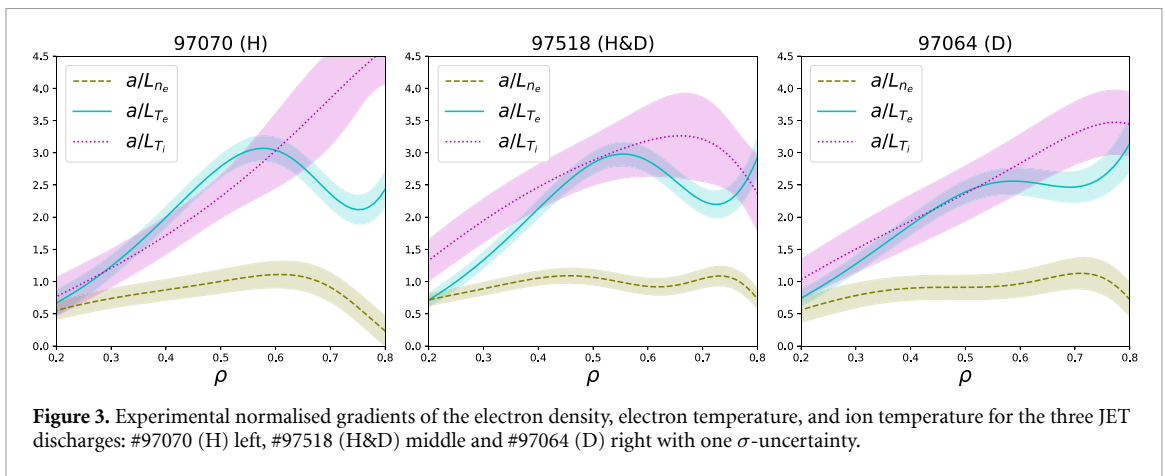 97070 (H)
97518 (H&D)
97064 (D)
4.5
4.0
3.5
3.0
2.5
2.0
1.5
1.0
0.5
0.0
a/L_{n_e}
a/L_{T_e}
a/L_{T_i}
0.2 0.3 0.4 0.5 0.6 0.7 0.8
ρ
4.5
4.0
3.5
3.0
2.5
2.0
1.5
1.0
0.5
0.0
a/L_{n_e}
a/L_{T_e}
a/L_{T_i}
0.2 0.3 0.4 0.5 0.6 0.7 0.8
ρ
4.5
4.0
3.5
3.0
2.5
2.0
1.5
1.0
0.5
0.0
a/L_{n_e}
a/L_{T_e}
a/L_{T_i}
0.2 0.3 0.4 0.5 0.6 0.7 0.8
ρ
Figure 3. Experimental normalised gradients of the electron density, electron temperature, and ion temperature for the three JET
discharges: #97070 (H) left, #97518 (H&D) middle and #97064 (D) right with one σ-uncertainty.